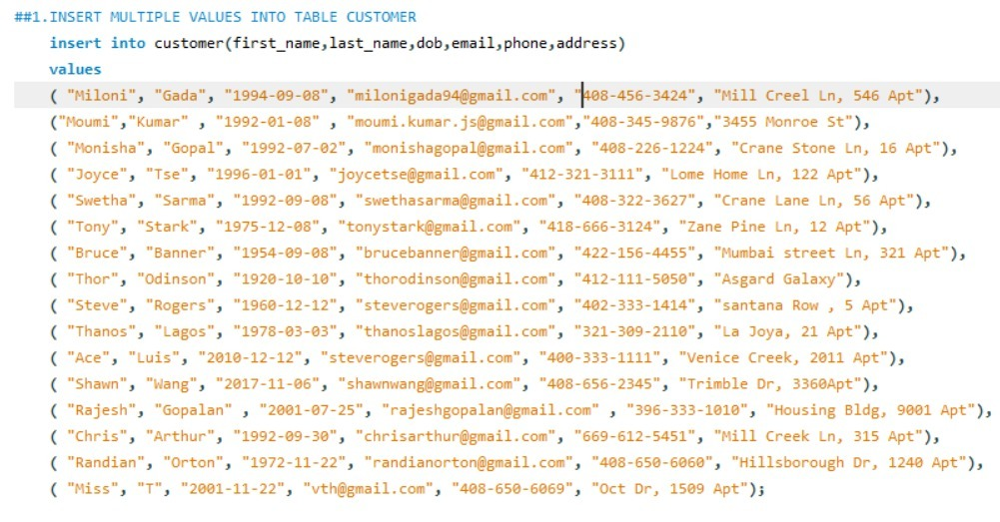 ##1.INSERT MULTIPLE VALUES INTO TABLE CUSTOMER
insert into customer(first_name,last_name,dob,email,phone,address)
values
( "Miloni", "Gada", "1994-09-08", "milonigada94@gmail.com", "408-456-3424", "Mill Creel Ln, 546 Apt"),
("Moumi","Kumar" , "1992-01-08" , "moumi.kumar.js@gmail.com","408-345-9876","3455 Monroe St"),
( "Monisha", "Gopal", "1992-07-02", "monishagopal@gmail.com", "408-226-1224", "Crane Stone Ln, 16 Apt"),
( "Joyce", "Tse", "1996-01-01", "joycetse@gmail.com", "412-321-3111", "Lome Home Ln, 122 Apt"),
( "Swetha", "Sarma", "1992-09-08", "swethasarma@gmail.com", "408-322-3627", "Crane Lane Ln, 56 Apt"),
( "Tony", "Stark", "1975-12-08", "tonystark@gmail.com", "418-666-3124", "Zane Pine Ln, 12 Apt"),
( "Bruce", "Banner", "1954-09-08", "brucebanner@gmail.com", "422-156-4455", "Mumbai street Ln, 321 Apt"),
( "Thor", "Odinson", "1920-10-10", "thorodinson@gmail.com", "412-111-5050", "Asgard Galaxy"),
( "Steve", "Rogers", "1960-12-12", "steverogers@gmail.com", "402-333-1414", "santana Row , 5 Apt"),
( "Thanos", "Lagos", "1978-03-03", "thanoslagos@gmail.com", "321-309-2110", "La Joya, 21 Apt"),
( "Ace", "Luis", "2010-12-12", "steverogers@gmail.com", "400-333-1111", "Venice Creek, 2011 Apt"),
( "Shawn", "Wang", "2017-11-06", "shawnwang@gmail.com", "408-656-2345", "Trimble Dr, 3360Apt"),
( "Rajesh", "Gopalan" , "2001-07-25", "rajeshgopalan@gmail.com" , "396-333-1010", "Housing Bldg, 9001 Apt"),
( "Chris", "Arthur", "1992-09-30", "chrisarthur@gmail.com", "669-612-5451", "Mill Creek Ln, 315 Apt"),
( "Randian", "Orton", "1972-11-22", "randianorton@gmail.com", "408-650-6060", "Hillsborough Dr, 1240 Apt"),
( "Miss", "T", "2001-11-22", "vth@gmail.com", "408-650-6069", "Oct Dr, 1509 Apt");